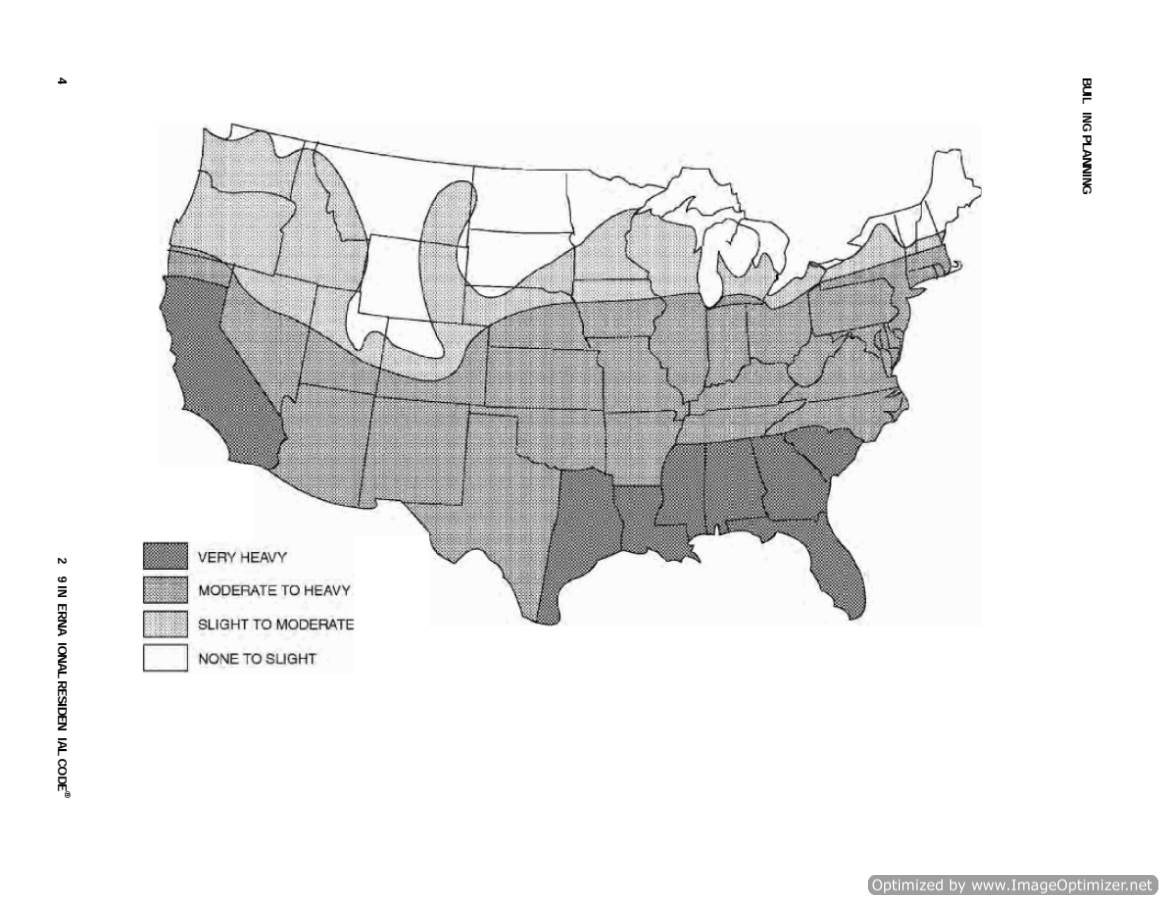 4
BUIL ING PLANNING
VERY HEAVY
MODERATE TO HEAVY
SLIGHT TO MODERATE
NONE TO SLIGHT
2 9 IN ERNA IONAL RESIDEN IAL CODE®
Optimized by www.ImageOptimizer.net